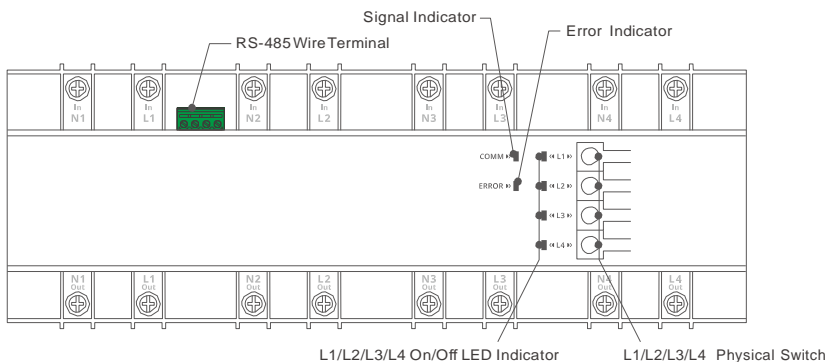 Signal Indicator
Error Indicator
RS-485 Wire Terminal
In In In In In In In In
N1 L1 N2 L2 N3 L3 N4 L4
COMM
L1
ERROR
L2
L3
L4
N1 L1 N2 L2 N3 L3 N4 L4
Out Out Out Out Out Out Out Out
L1/L2/L3/L4 On/Off LED Indicator
L1/L2/L3/L4 Physical Switch